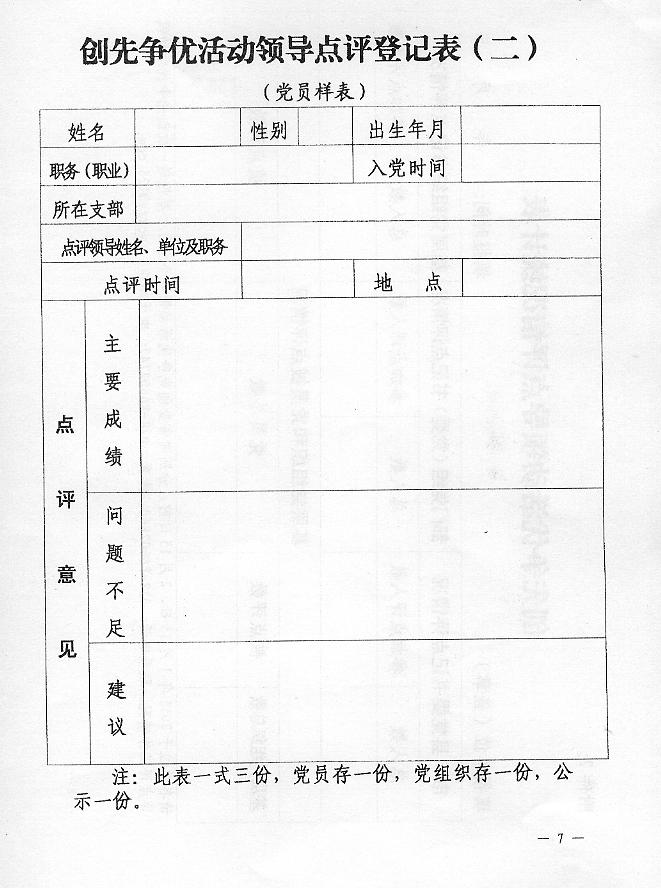 创先争优活动领导点评登记表（二）
（党员样表）
姓名 性别 出生年月
职务（职业） 入党时间
所在支部
点评领导姓名、单位及职务
点评时间 地 点
点评意见
主要成绩
问题不足
建议
注：此表一式三份，党员存一份，党组织存一份，公
示一份。
— 7 —